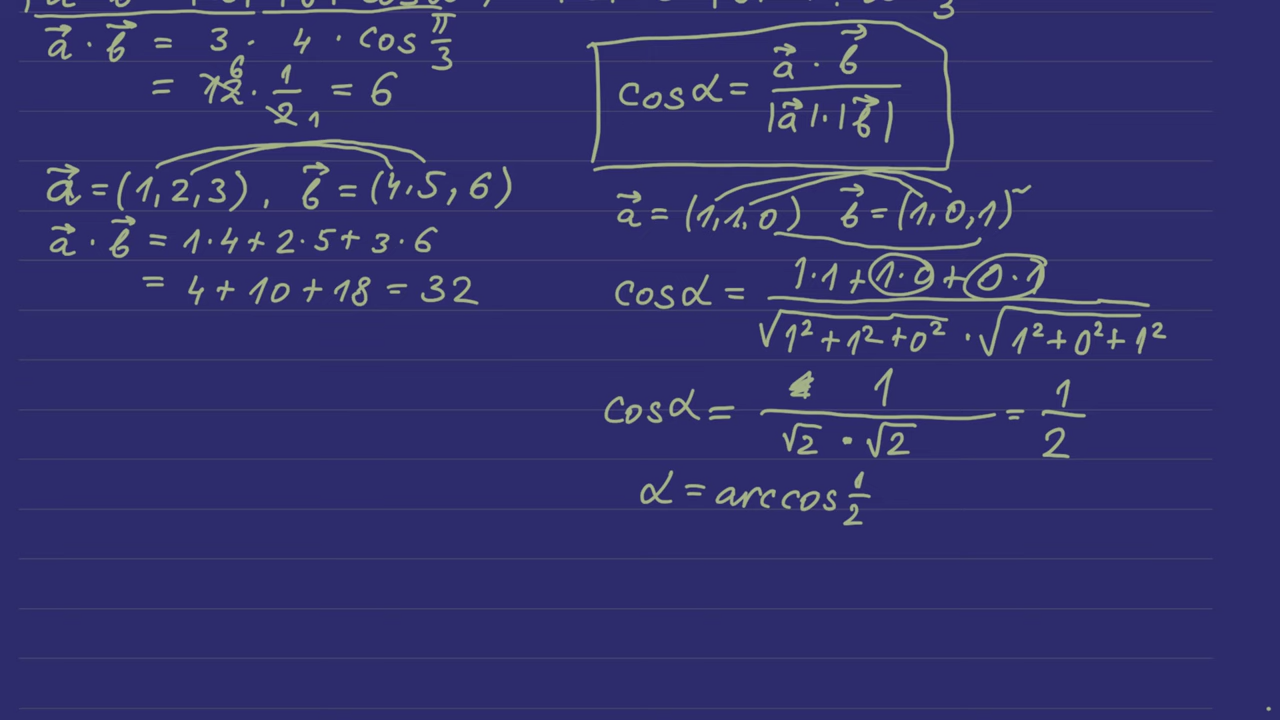 a⃗ · b⃗ = 3 · 4 · cos π/3
= 12 6 · 1/2 1 = 6
a⃗ = (1,2,3), b⃗ = (4,5,6)
a⃗ · b⃗ = 1·4 + 2·5 + 3·6
= 4 + 10 + 18 = 32
cos α = a⃗ · b⃗ / |a⃗|·|b⃗|
a⃗ = (1,1,0) b⃗ = (1,0,1)
cos α = 1·1 + 1·0 + 0·1 / √1² + 1² + 0² · √1² + 0² + 1²
cos α = 1 / √2 · √2 = 1/2
α = arccos 1/2